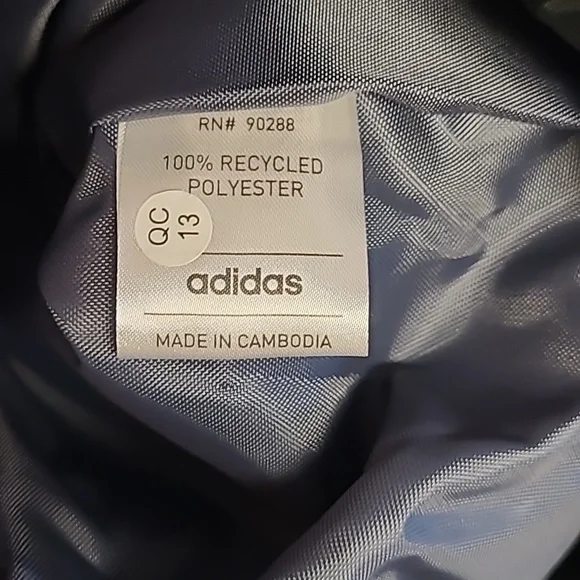 RN# 90288
100% RECYCLED
POLYESTER
QC
13
adidas
MADE IN CAMBODIA